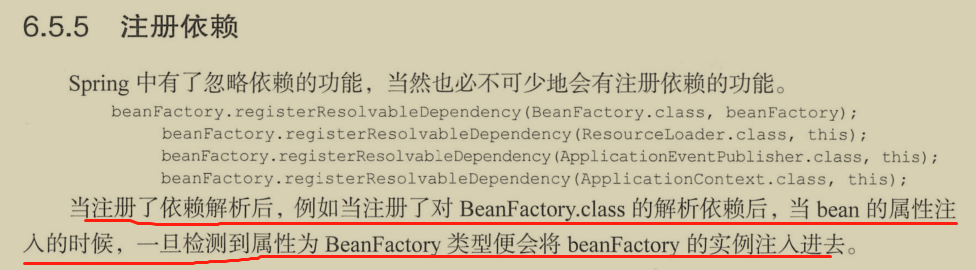 6.5.5 注册依赖
Spring 中有了忽略依赖的功能，当然也必不可少地会有注册依赖的功能。
beanFactory.registerResolvableDependency(BeanFactory.class, beanFactory);
beanFactory.registerResolvableDependency(ResourceLoader.class, this);
beanFactory.registerResolvableDependency(ApplicationEventPublisher.class, this);
beanFactory.registerResolvableDependency(ApplicationContext.class, this);
当注册了依赖解析后，例如当注册了对 BeanFactory.class 的解析依赖后，当 bean 的属性注
入的时候，一旦检测到属性为 BeanFactory 类型便会将 beanFactory 的实例注入进去。